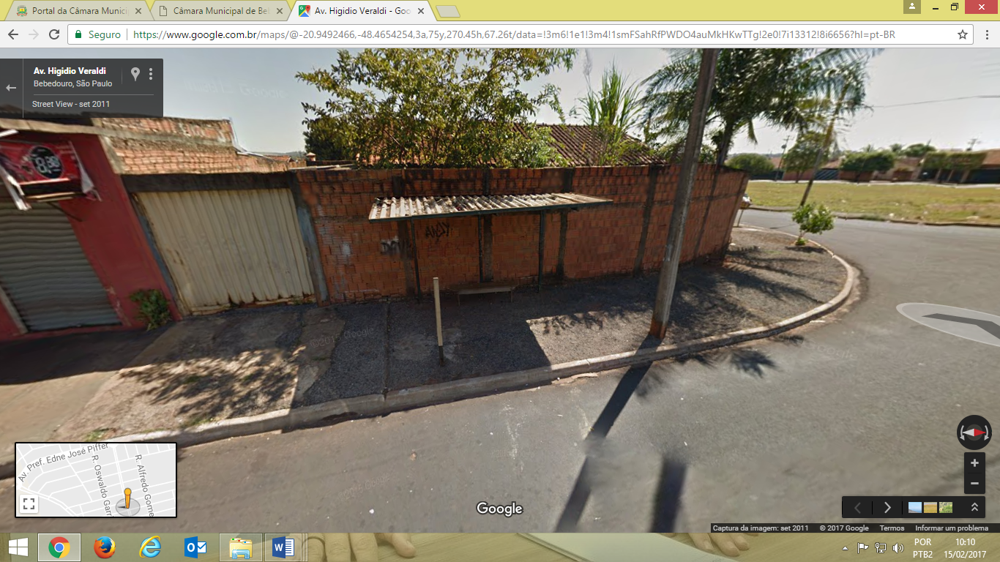 Portal da Câmara Munici
Câmara Municipal de Be
Av. Higidio Veraldi - Goo
Seguro
https://www.google.com.br/maps/@-20.9492466,-48.4654254,3a,75y,270.45h,67.26t/data=!3m6!1e1!3m4!1smFSahRfPWDO4auMkHKwTTg!2e0!7i13312!8i6656?hl=pt-BR
Av. Higidio Veraldi
Bebedouro, São Paulo
Street View - set 2011
ANDY
Av. Pref. Edne José Piffer
R. Oswaldo Gar
R. Alfredo Gome
Google
Captura da imagem: set 2011 © 2017 Google Termos Informar um problema
POR 10:10
PTB2 15/02/2017